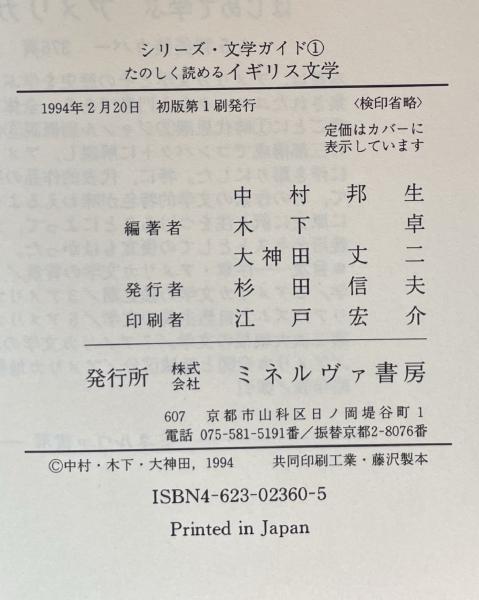 シリーズ・文学ガイド①
たのしく読めるイギリス文学
1994年2月20日 初版第1刷発行 〈検印省略〉
定価はカバーに
表示しています
中村邦生
編著者 木下卓
大神田丈二
発行者 杉田信夫
印刷者 江戸宏介
発行所 株式会社 ミネルヴァ書房
607 京都市山科区日ノ岡堤谷町1
電話 075-581-5191番/振替京都2-8076番
©中村・木下・大神田, 1994 共同印刷工業・藤沢製本
ISBN4-623-02360-5
Printed in Japan